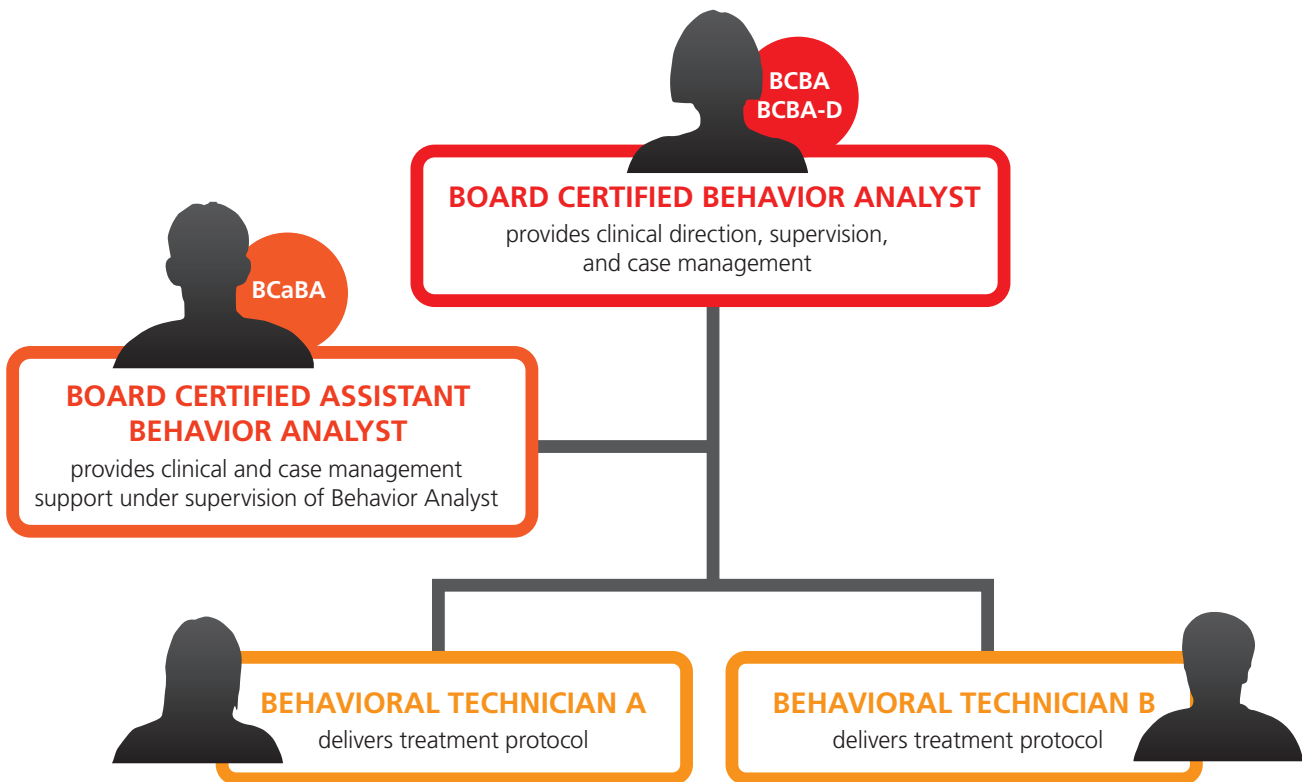 BCBA
BCBA-D
BOARD CERTIFIED BEHAVIOR ANALYST
provides clinical direction, supervision,
and case management
BCaBA
BOARD CERTIFIED ASSISTANT
BEHAVIOR ANALYST
provides clinical and case management
support under supervision of Behavior Analyst
BEHAVIORAL TECHNICIAN A
delivers treatment protocol
BEHAVIORAL TECHNICIAN B
delivers treatment protocol